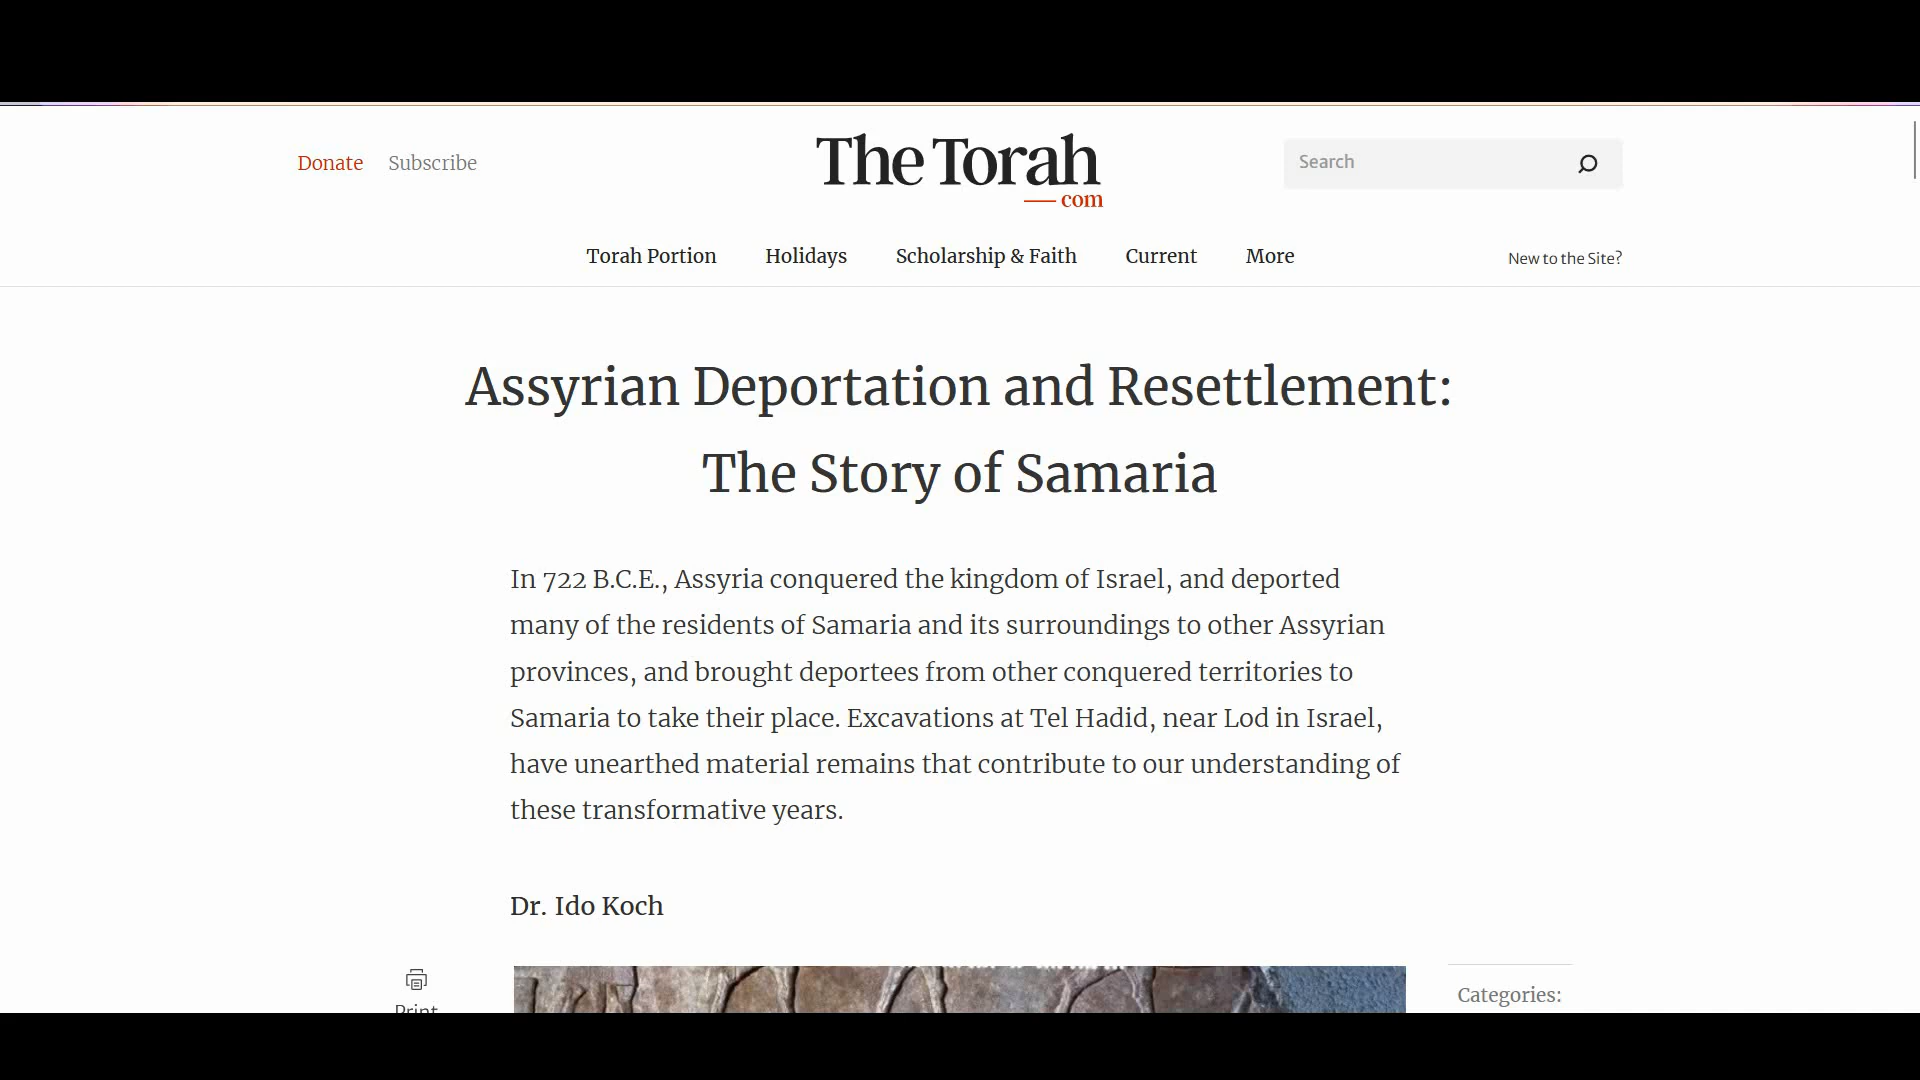 Donate Subscribe
The Torah
com
Search
Torah Portion Holidays Scholarship & Faith Current More
New to the Site?
Assyrian Deportation and Resettlement:
The Story of Samaria
In 722 B.C.E., Assyria conquered the kingdom of Israel, and deported
many of the residents of Samaria and its surroundings to other Assyrian
provinces, and brought deportees from other conquered territories to
Samaria to take their place. Excavations at Tel Hadid, near Lod in Israel,
have unearthed material remains that contribute to our understanding of
these transformative years.
Dr. Ido Koch
Print
Categories: